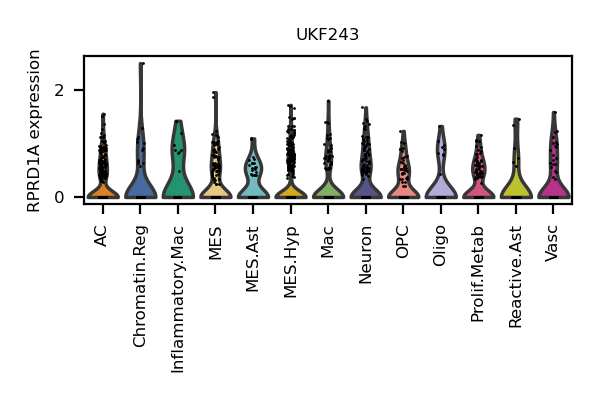 UKF243
RPRD1A expression
2
0
AC
Chromatin.Reg
Inflammatory.Mac
MES
MES.Ast
MES.Hyp
Mac
Neuron
OPC
Oligo
Prolif.Metab
Reactive.Ast
Vasc